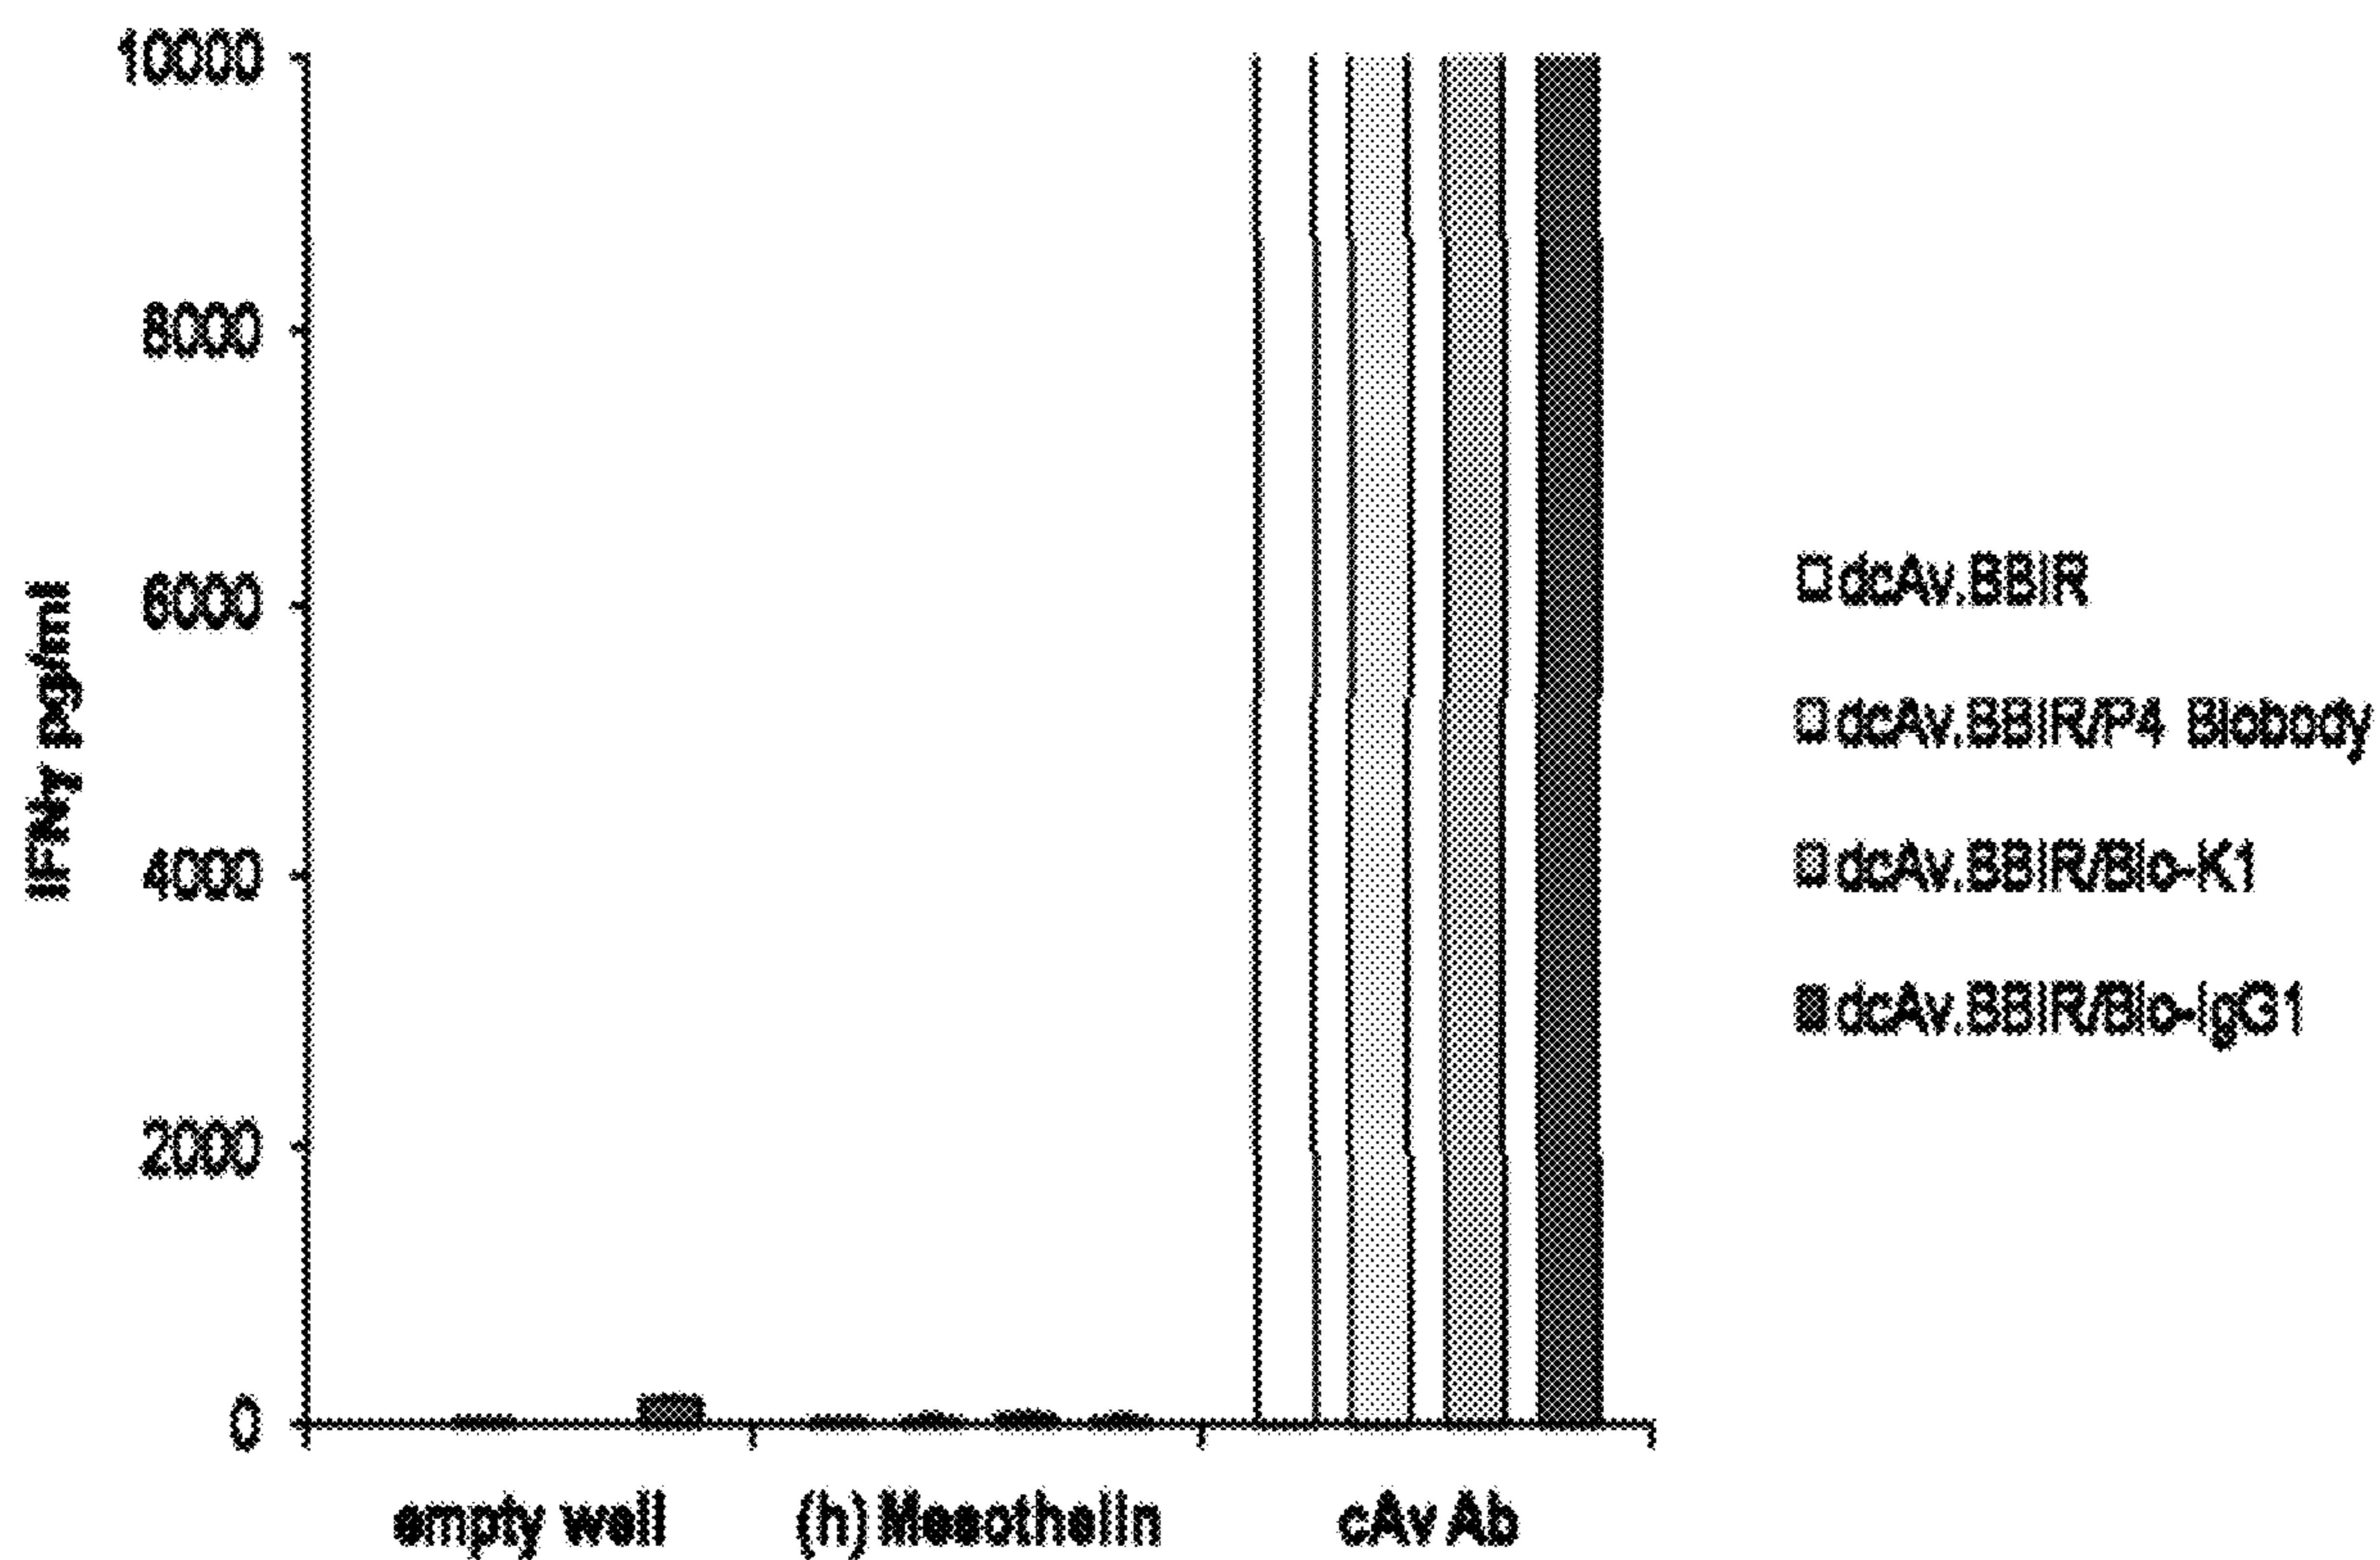 10000
8000
6000
4000
2000
0
IFNγ pg/ml
empty well
(h) Mesothelin
cAv Ab
dcAv.BBIR
dcAv.BBIR/P4 Biobody
dcAv.BBIR/Bio-K1
dcAv.BBIR/Bio-IgG1